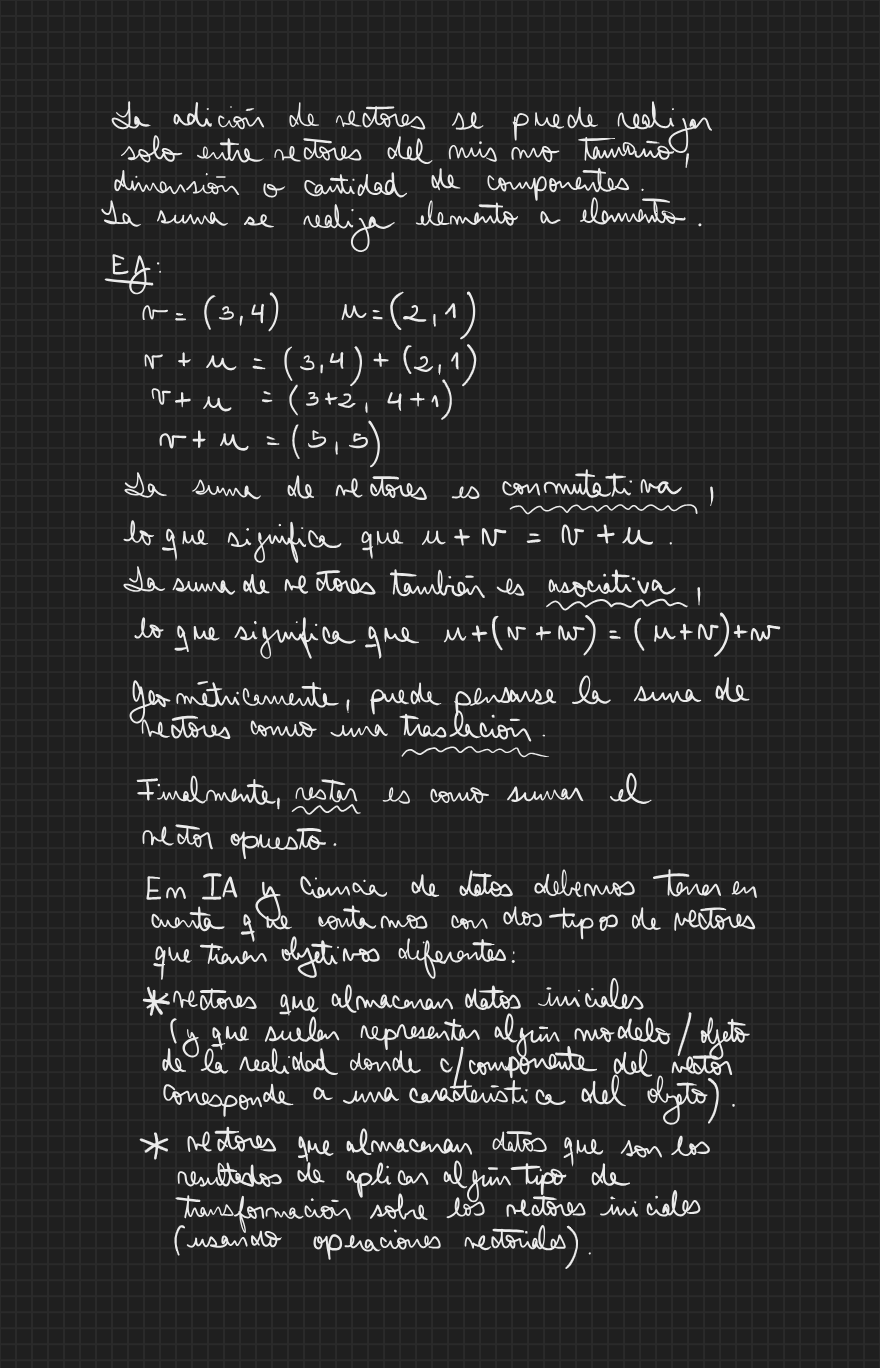 La adición de vectores se puede realizar
solo entre vectores del mismo tamaño,
dimensión o cantidad de componentes.
La suma se realiza elemento a elemento.
EJ:
v = (3,4) u = (2,1)
v + u = (3,4) + (2,1)
v + u = (3+2, 4+1)
v + u = (5,5)
La suma de vectores es conmutativa,
lo que significa que u + v = v + u.
La suma de vectores también es asociativa,
lo que significa que u+(v+w) = (u+v)+w
Geométricamente, puede pensarse la suma de
vectores como una traslación.
Finalmente, restar es como sumar el
vector opuesto.
En IA y Ciencia de datos debemos tener en
cuenta que contamos con dos tipos de vectores
que tienen objetivos diferentes:
* vectores que almacenan datos iniciales
(y que suelen representar algún modelo/objeto
de la realidad donde c/componente del vector
corresponde a una característica del objeto).
* vectores que almacenan datos que son los
resultados de aplicar algún tipo de
transformación sobre los vectores iniciales
(usando operaciones vectoriales).